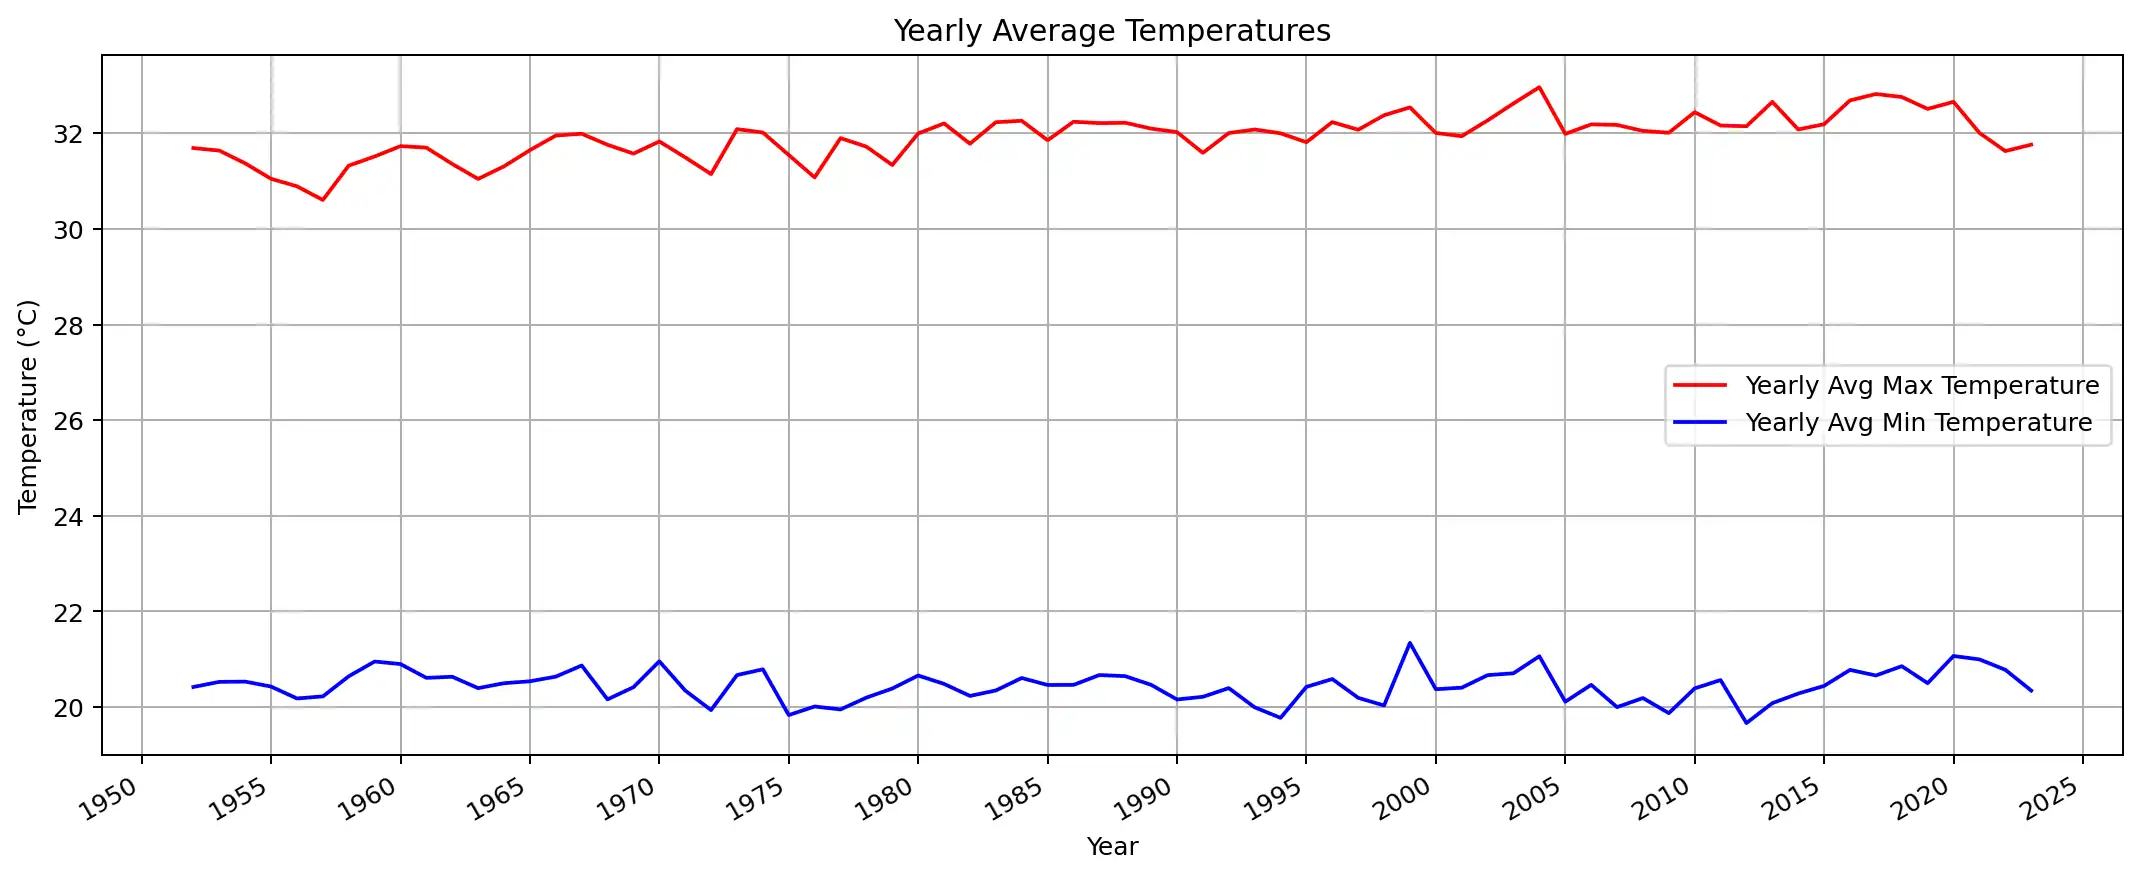 Yearly Average Temperatures
Temperature (°C)
32
30
28
26
24
22
20
Yearly Avg Max Temperature
Yearly Avg Min Temperature
1950 1955 1960 1965 1970 1975 1980 1985 1990 1995 2000 2005 2010 2015 2020 2025
Year